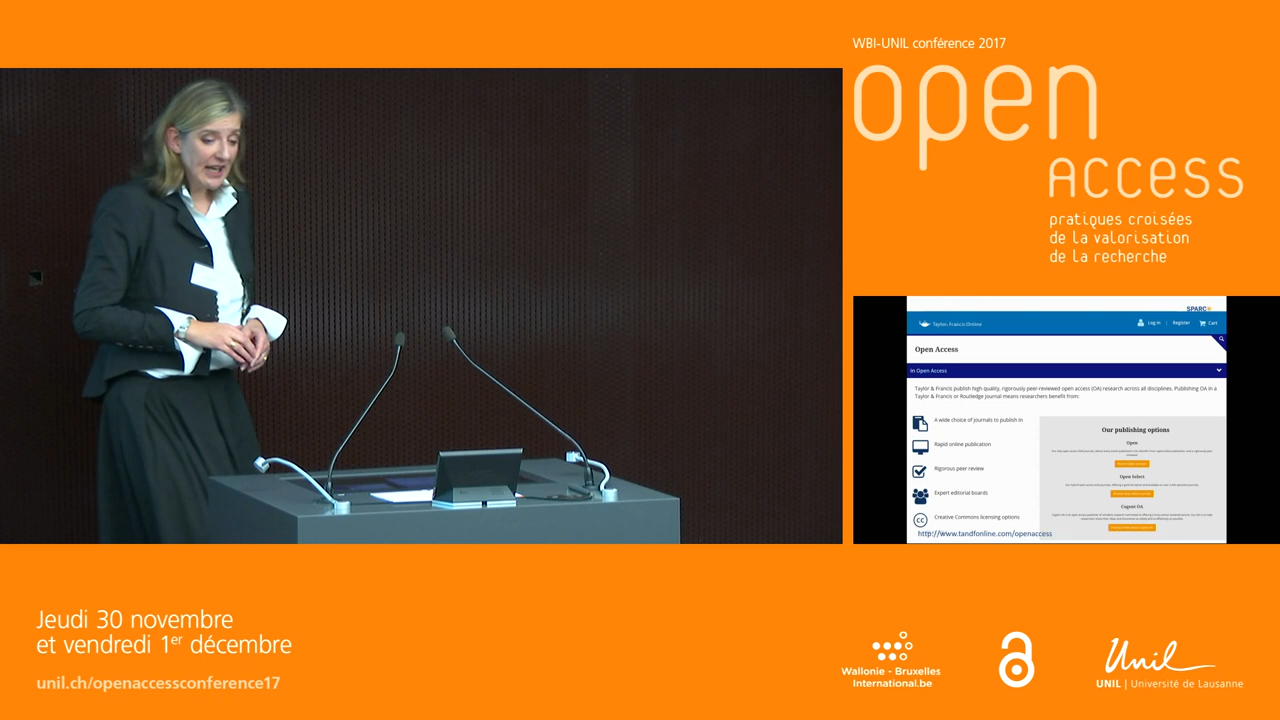 WBI-UNIL conférence 2017
open
access
pratiques croisées
de la valorisation
de la recherche
SPARC
Taylor & Francis Online
Log in | Register Cart
Open Access
In Open Access
Taylor & Francis publish high quality, rigorously peer-reviewed open access (OA) research across all disciplines. Publishing OA in a
Taylor & Francis or Routledge journal means researchers benefit from:
A wide choice of journals to publish in
Rapid online publication
Rigorous peer review
Expert editorial boards
CC Creative Commons licensing options
Our publishing options
Open
Open Select
Cogent OA
http://www.tandfonline.com/openaccess
Jeudi 30 novembre
et vendredi 1er décembre
unil.ch/openaccessconference17
Wallonie - Bruxelles
International.be
Unil
UNIL | Université de Lausanne